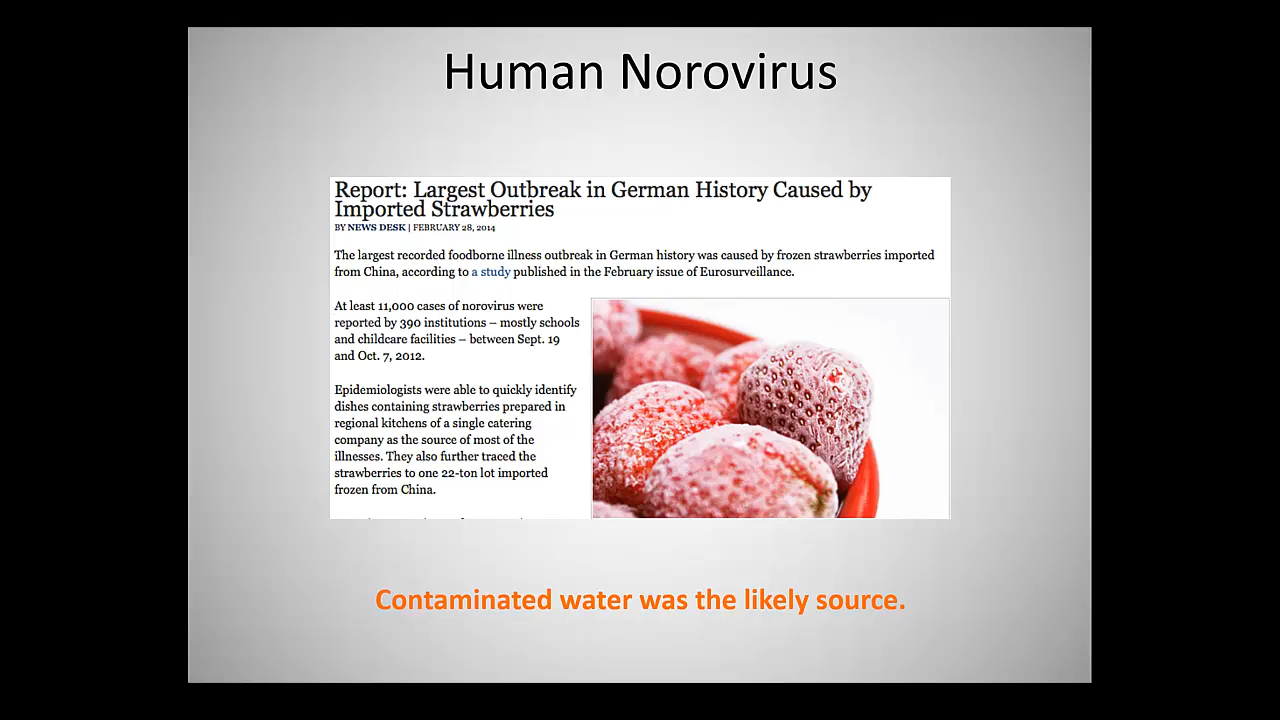 Human Norovirus
Report: Largest Outbreak in German History Caused by
Imported Strawberries
BY NEWS DESK | FEBRUARY 28, 2014
The largest recorded foodborne illness outbreak in German history was caused by frozen strawberries imported
from China, according to a study published in the February issue of Eurosurveillance.
At least 11,000 cases of norovirus were
reported by 390 institutions – mostly schools
and childcare facilities – between Sept. 19
and Oct. 7, 2012.
Epidemiologists were able to quickly identify
dishes containing strawberries prepared in
regional kitchens of a single catering
company as the source of most of the
illnesses. They also further traced the
strawberries to one 22-ton lot imported
frozen from China.
Contaminated water was the likely source.